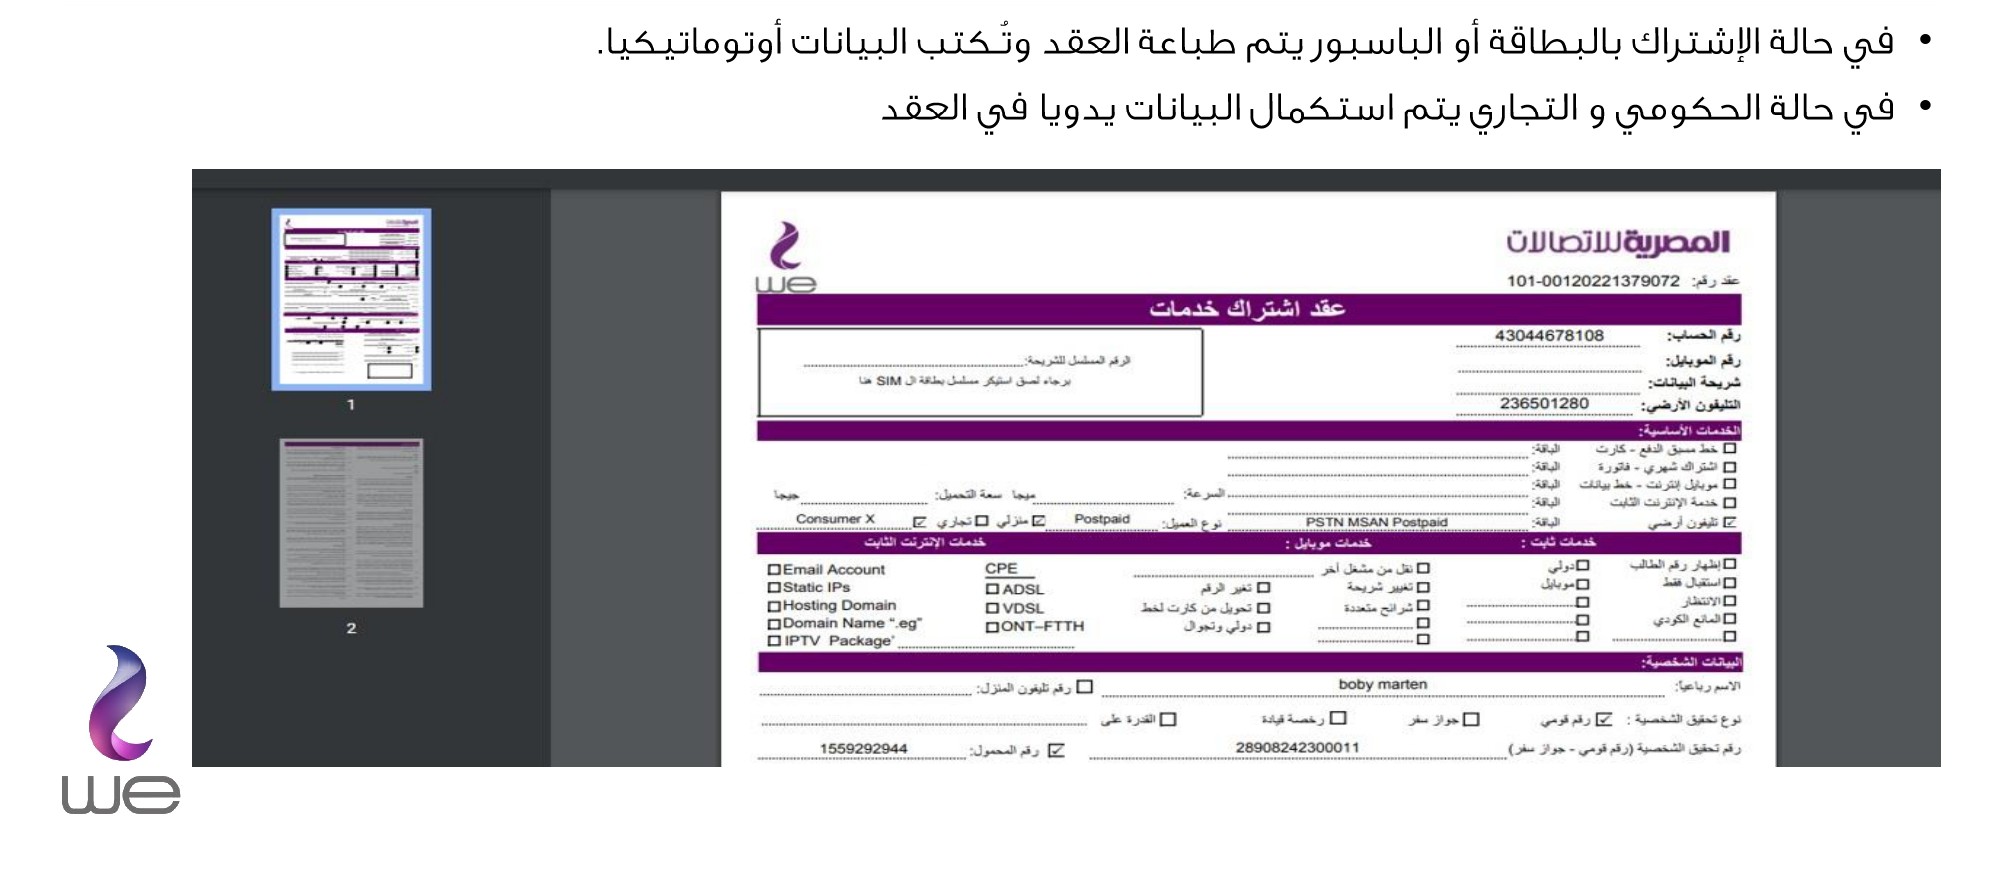 • في حالة الإشتراك بالبطاقة أو الباسبور يتم طباعة العقد وتُكتب البيانات أوتوماتيكيا.
• في حالة الحكومي و التجاري يتم استكمال البيانات يدويا في العقد
المصرية للاتصالات
we
عقد رقم: 101-00120221379072
عقد اشتراك خدمات
رقم الحساب: 43044678108
رقم الموبايل:
شريحة البيانات:
التليفون الأرضي: 236501280
الرقم المسلسل للشريحة:
برجاء لصق استيكر مسلسل بطاقة ال SIM هنا
الخدمات الأساسية:
خط مسبق الدفع - كارت الباقة:
اشتراك شهري - فاتورة الباقة:
موبايل إنترنت - خط بيانات الباقة:
خدمة الإنترنت الثابت الباقة: السرعة: ميجا سعة التحميل: جيجا
تليفون أرضي الباقة: PSTN MSAN Postpaid نوع العميل: Postpaid منزلي تجاري Consumer X
خدمات ثابت : خدمات موبايل : خدمات الإنترنت الثابت
إظهار رقم الطالب دولي نقل من مشغل أخر CPE Email Account
استقبال فقط موبايل تغيير شريحة تغير الرقم ADSL Static IPs
الانتظار شرائح متعددة تحويل من كارت لخط VDSL Hosting Domain
المانع الكودي دولي وتجوال ONT–FTTH Domain Name “.eg”
IPTV Package'
البيانات الشخصية:
الاسم رباعيا: boby marten رقم تليفون المنزل:
نوع تحقيق الشخصية : رقم قومي جواز سفر رخصة قيادة القدرة على
رقم تحقيق الشخصية (رقم قومي - جواز سفر) 28908242300011 رقم المحمول: 1559292944
1
2
we